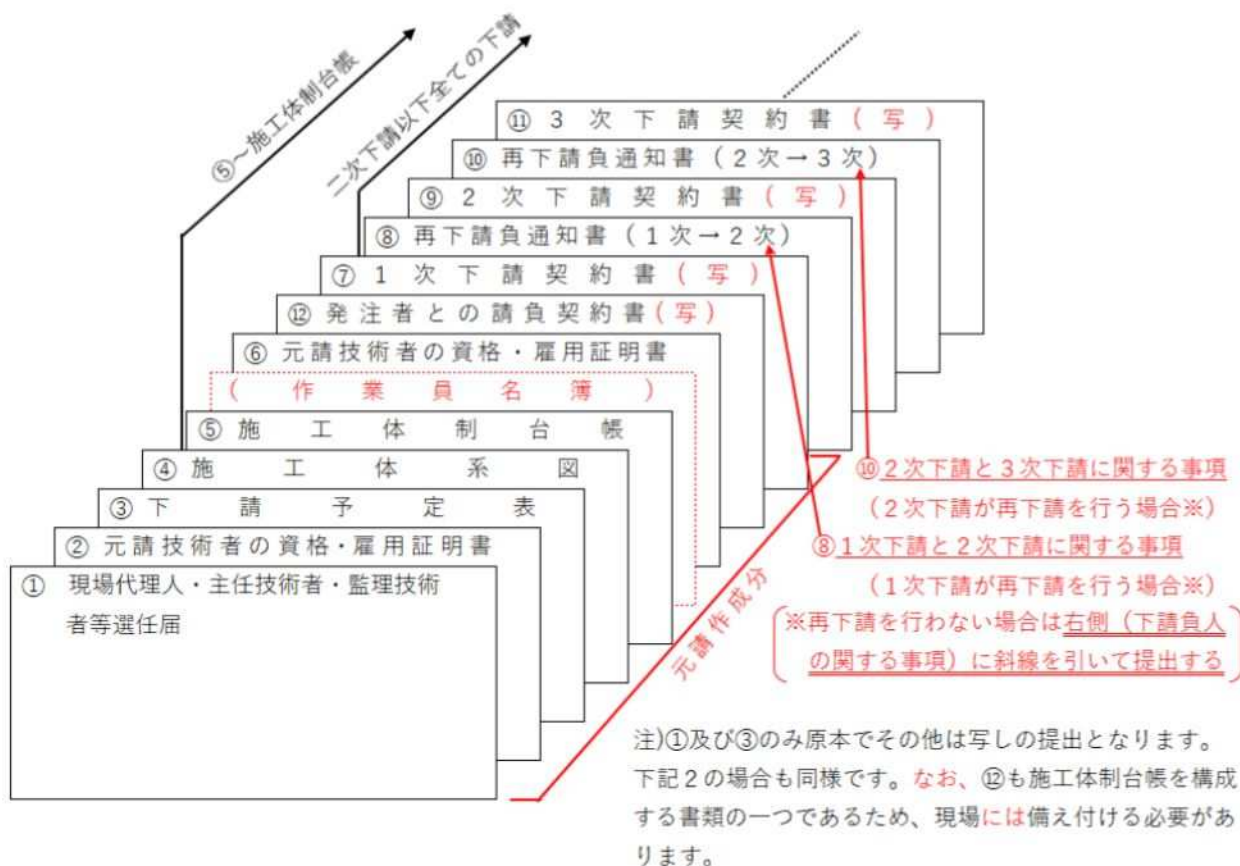 ⑤～施工体制台帳
二次下請以下全ての下請
⑪ 3 次 下 請 契 約 書 ( 写 )
⑩ 再下請負通知書（2次→3次）
⑨ 2 次 下 請 契 約 書 ( 写 )
⑧ 再下請負通知書（1次→2次）
⑦ 1 次 下 請 契 約 書 ( 写 )
⑫ 発注者との請負契約書(写)
⑥ 元請技術者の資格・雇用証明書
( 作 業 員 名 簿 )
⑤ 施 工 体 制 台 帳
④ 施 工 体 系 図
③ 下 請 予 定 表
② 元請技術者の資格・雇用証明書
① 現場代理人・主任技術者・監理技術
者等選任届
元請作成分
⑩2次下請と3次下請に関する事項
（2次下請が再下請を行う場合※）
⑧1次下請と2次下請に関する事項
（1次下請が再下請を行う場合※）
※再下請を行わない場合は右側（下請負人
の関する事項）に斜線を引いて提出する
注)①及び③のみ原本でその他は写しの提出となります。
下記2の場合も同様です。なお、⑫も施工体制台帳を構成
する書類の一つであるため、現場には備え付ける必要があ
ります。